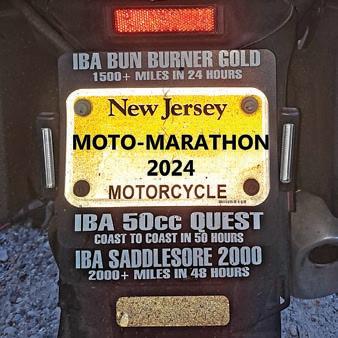 IBA BUN BURNER GOLD
1500+ MILES IN 24 HOURS
New Jersey
MOTO-MARATHON
2024
MOTORCYCLE
IBA 50cc QUEST
COAST TO COAST IN 50 HOURS
IBA SADDLESORE 2000
2000+ MILES IN 48 HOURS